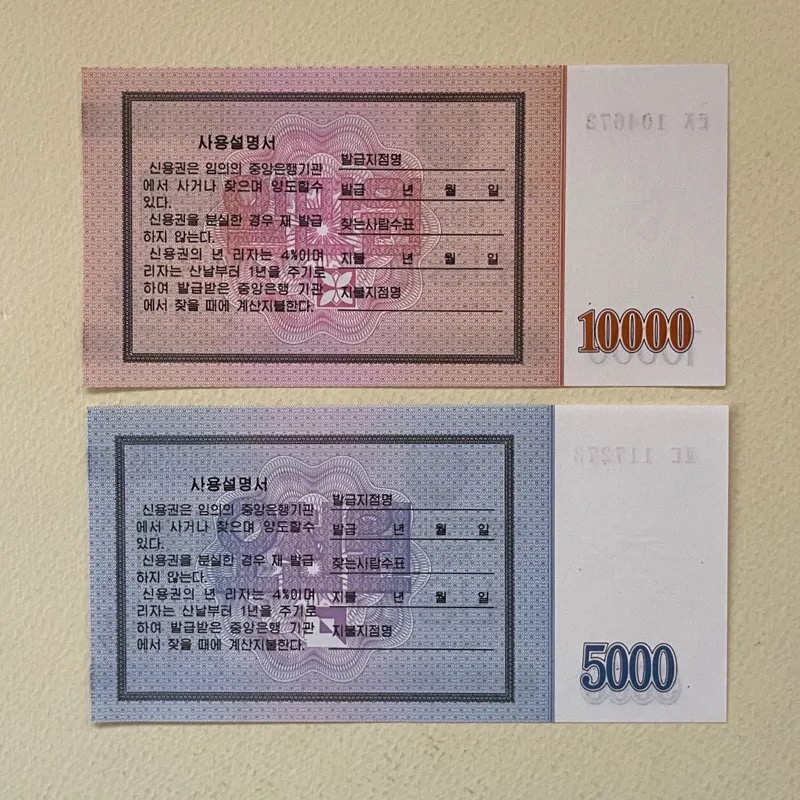 사용설명서
신용권은 임의의 중앙은행기관
에서 사거나 찾으며 양도할수
있다.
신용권을 분실한 경우 재 발급
하지 않는다.
신용권의 년 리자는 4%이며
리자는 산날부터 1년을 주기로
하여 발급받은 중앙은행 기관
에서 찾을 때에 계산지불한다.
발급지점명
발급 년 월 일
찾는사람수표
지불 년 월 일
지불지점명
10000
사용설명서
신용권은 임의의 중앙은행기관
에서 사거나 찾으며 양도할수
있다.
신용권을 분실한 경우 재 발급
하지 않는다.
신용권의 년 리자는 4%이며
리자는 산날부터 1년을 주기로
하여 발급받은 중앙은행 기관
에서 찾을 때에 계산지불한다.
발급지점명
발급 년 월 일
찾는사람수표
지불 년 월 일
지불지점명
5000